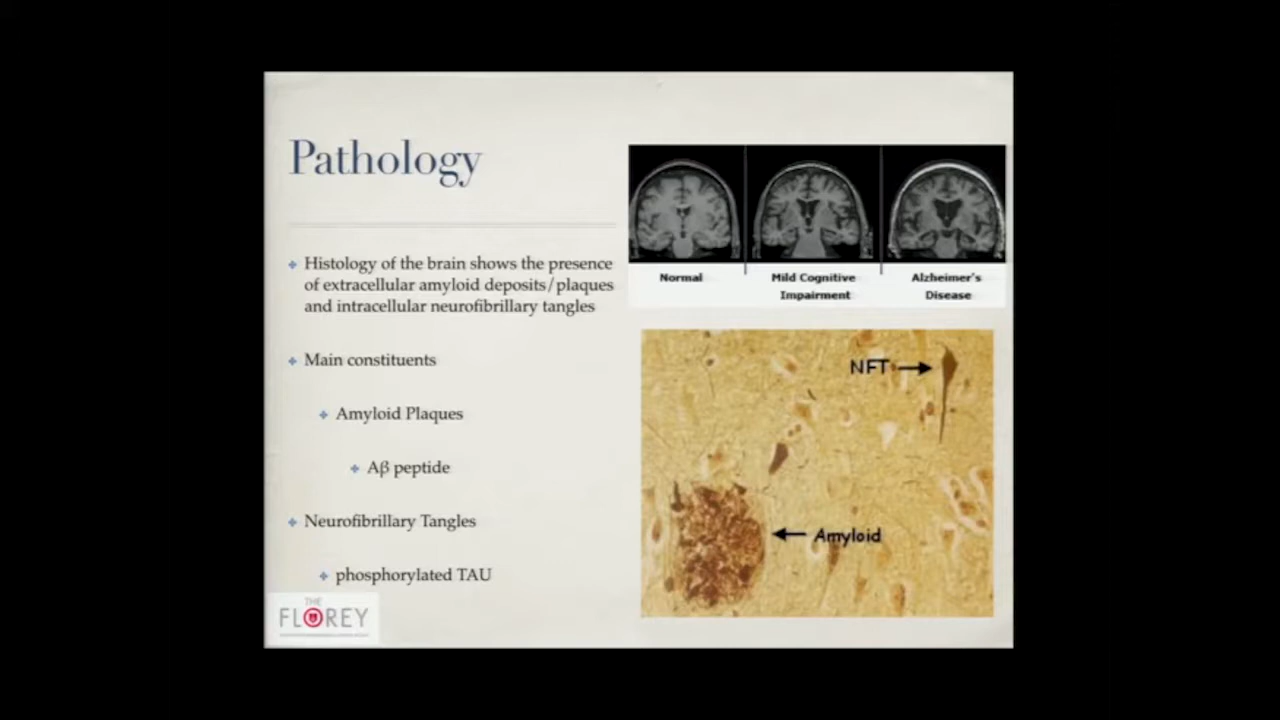 Pathology
Histology of the brain shows the presence
of extracellular amyloid deposits/plaques
and intracellular neurofibrillary tangles
Main constituents
Amyloid Plaques
Aβ peptide
Neurofibrillary Tangles
phosphorylated TAU
THE
FLOREY
Normal
Mild Cognitive
Impairment
Alzheimer's
Disease
NFT
Amyloid